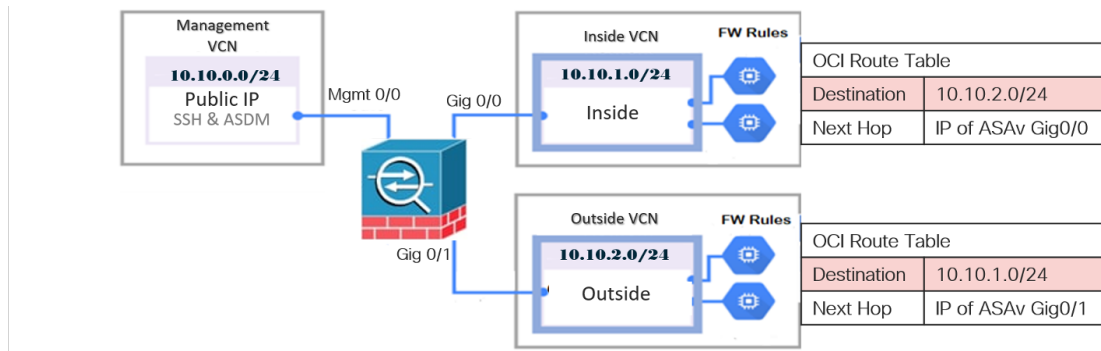 Management
VCN
10.10.0.0/24
Public IP
SSH & ASDM
Mgmt 0/0
Gig 0/0
Gig 0/1
Inside VCN
10.10.1.0/24
Inside
FW Rules
OCI Route Table
Destination 10.10.2.0/24
Next Hop IP of ASAv Gig0/0
Outside VCN
10.10.2.0/24
Outside
FW Rules
OCI Route Table
Destination 10.10.1.0/24
Next Hop IP of ASAv Gig0/1